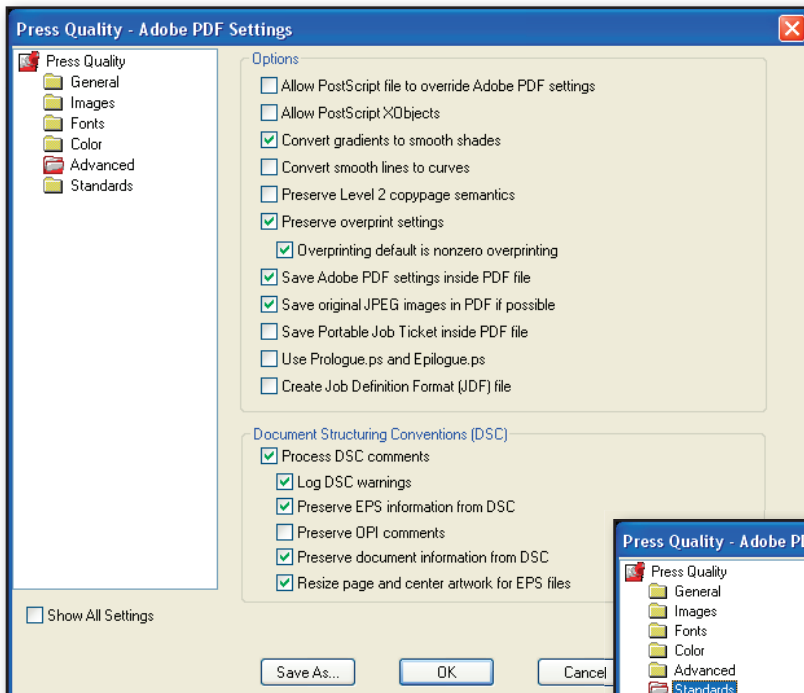 Press Quality - Adobe PDF Settings
Press Quality
General
Images
Fonts
Color
Advanced
Standards
Show All Settings
Options
Allow PostScript file to override Adobe PDF settings
Allow PostScript XObjects
Convert gradients to smooth shades
Convert smooth lines to curves
Preserve Level 2 copypage semantics
Preserve overprint settings
Overprinting default is nonzero overprinting
Save Adobe PDF settings inside PDF file
Save original JPEG images in PDF if possible
Save Portable Job Ticket inside PDF file
Use Prologue.ps and Epilogue.ps
Create Job Definition Format (JDF) file
Document Structuring Conventions (DSC)
Process DSC comments
Log DSC warnings
Preserve EPS information from DSC
Preserve OPI comments
Preserve document information from DSC
Resize page and center artwork for EPS files
Save As...
OK
Cancel
Press Quality - Adobe P
Press Quality
General
Images
Fonts
Color
Advanced
Standards